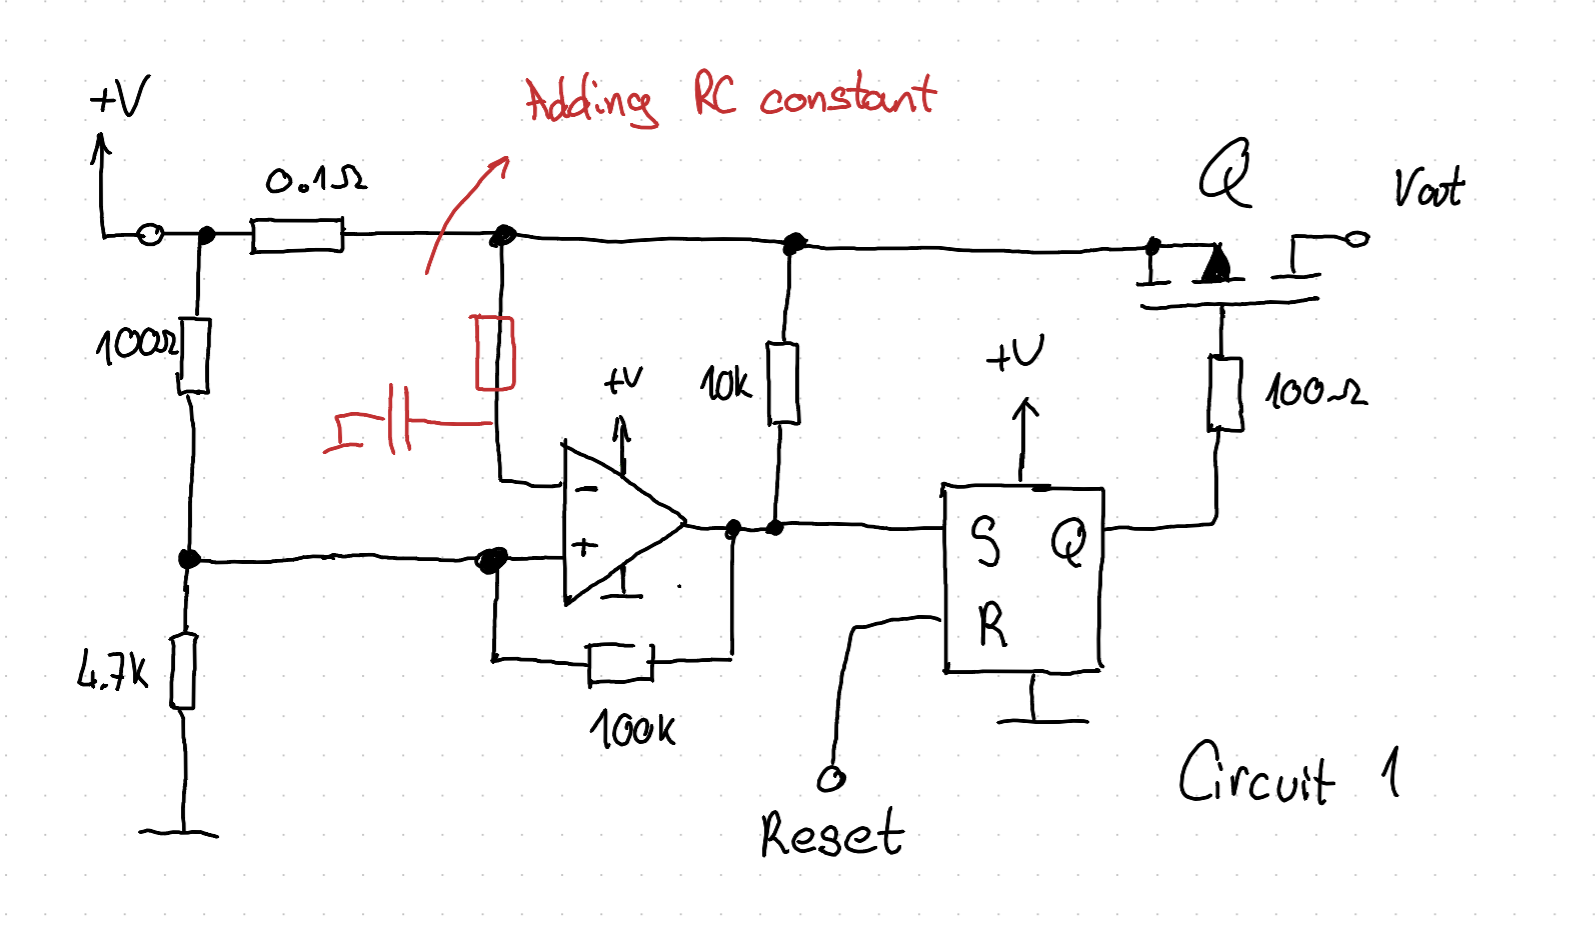 Adding RC constant
+V
0.1Ω
Q
Vout
100Ω
+V
10k
+V
100Ω
-
+
S Q
R
4.7K
100k
Reset
Circuit 1